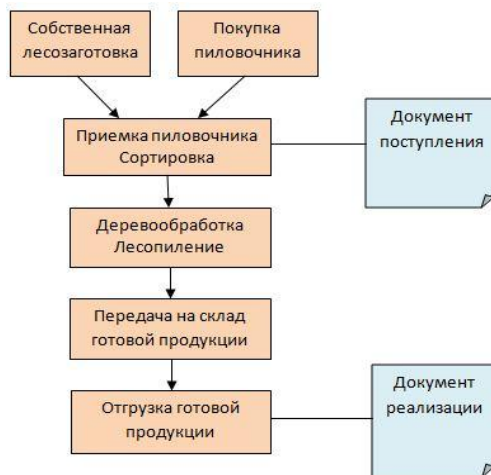 Собственная
лесозаготовка
Покупка
пиловочника
Приемка пиловочника
Сортировка
Документ
поступления
Деревообработка
Лесопиление
Передача на склад
готовой продукции
Отгрузка готовой
продукции
Документ
реализации